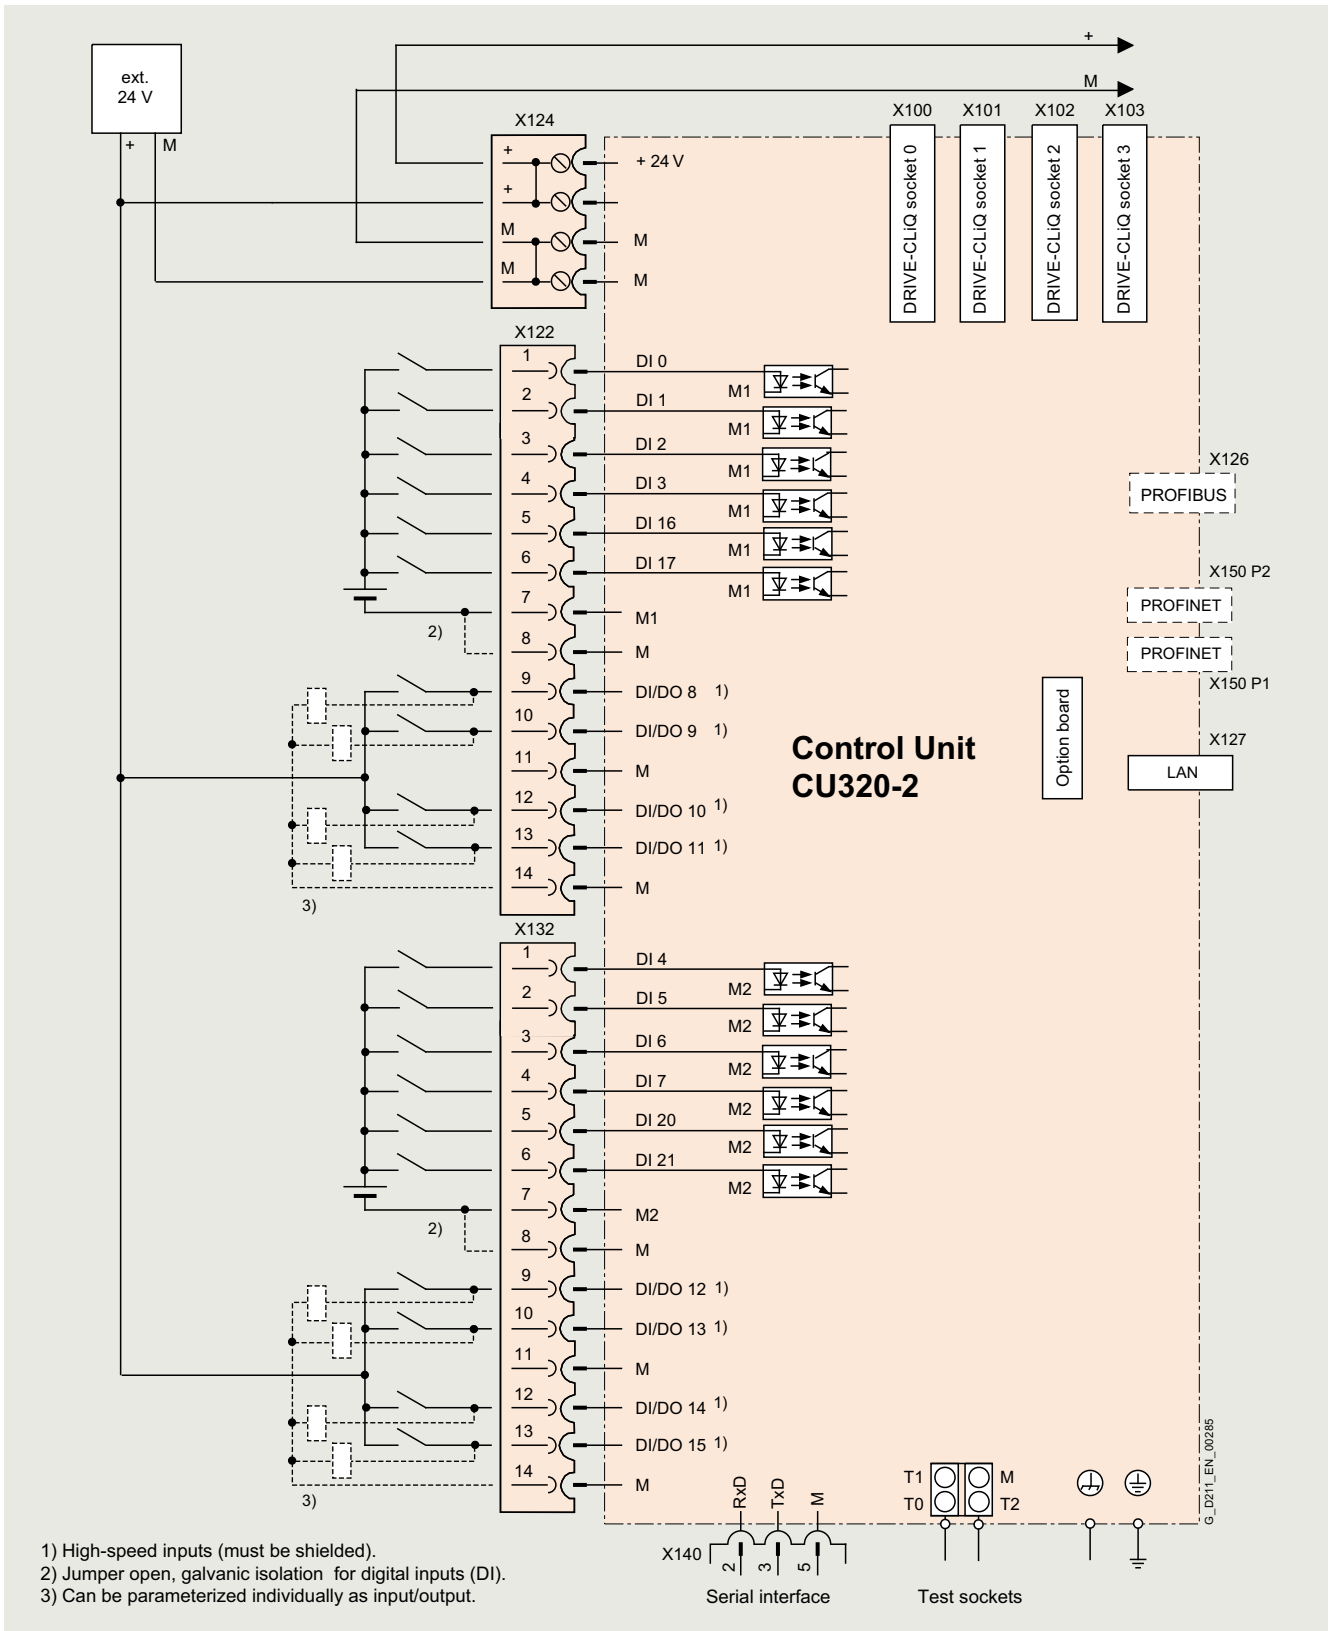 ext.
24 V
+ M
+
M
X124
+
+
M
M
+ 24 V
M
M
X100 X101 X102 X103
DRIVE-CLiQ socket 0
DRIVE-CLiQ socket 1
DRIVE-CLiQ socket 2
DRIVE-CLiQ socket 3
X122
1 DI 0 M1
2 DI 1 M1
3 DI 2 M1
4 DI 3 M1
5 DI 16 M1
6 DI 17 M1
7 M1
2)
8 M
9 DI/DO 8 1)
10 DI/DO 9 1)
11 M
12 DI/DO 10 1)
13 DI/DO 11 1)
14 M
3)
X126
PROFIBUS
X150 P2
PROFINET
PROFINET
X150 P1
Option board
X127
LAN
Control Unit
CU320-2
X132
1 DI 4 M2
2 DI 5 M2
3 DI 6 M2
4 DI 7 M2
5 DI 20 M2
6 DI 21 M2
7 M2
2)
8 M
9 DI/DO 12 1)
10 DI/DO 13 1)
11 M
12 DI/DO 14 1)
13 DI/DO 15 1)
14 M
3)
RxD
TxD
M
X140
2
3
5
Serial interface
T1 M
T0 T2
Test sockets
G_D211_EN_00285
1) High-speed inputs (must be shielded).
2) Jumper open, galvanic isolation for digital inputs (DI).
3) Can be parameterized individually as input/output.